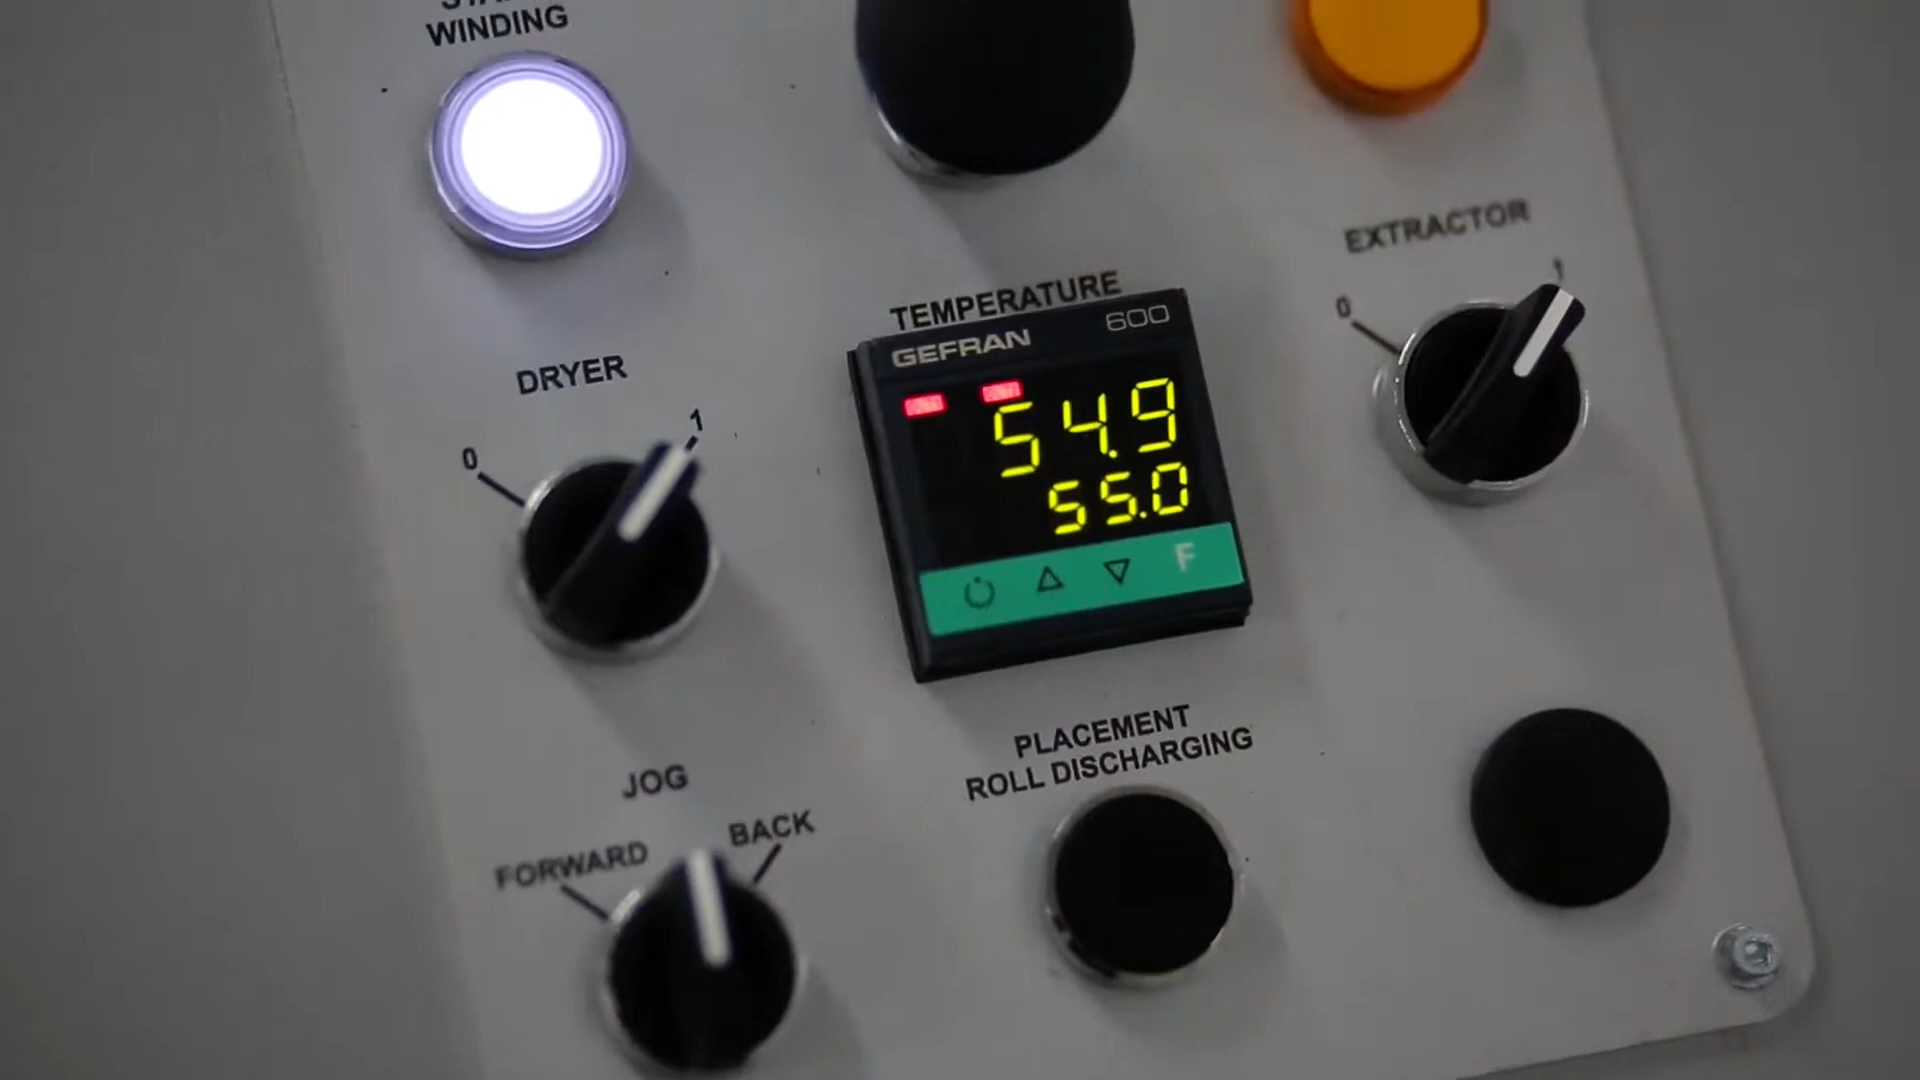 WINDING
EXTRACTOR
0 1
TEMPERATURE
GEFRAN 600
54.9
55.0
F
DRYER
0 1
PLACEMENT
ROLL DISCHARGING
JOG
FORWARD BACK